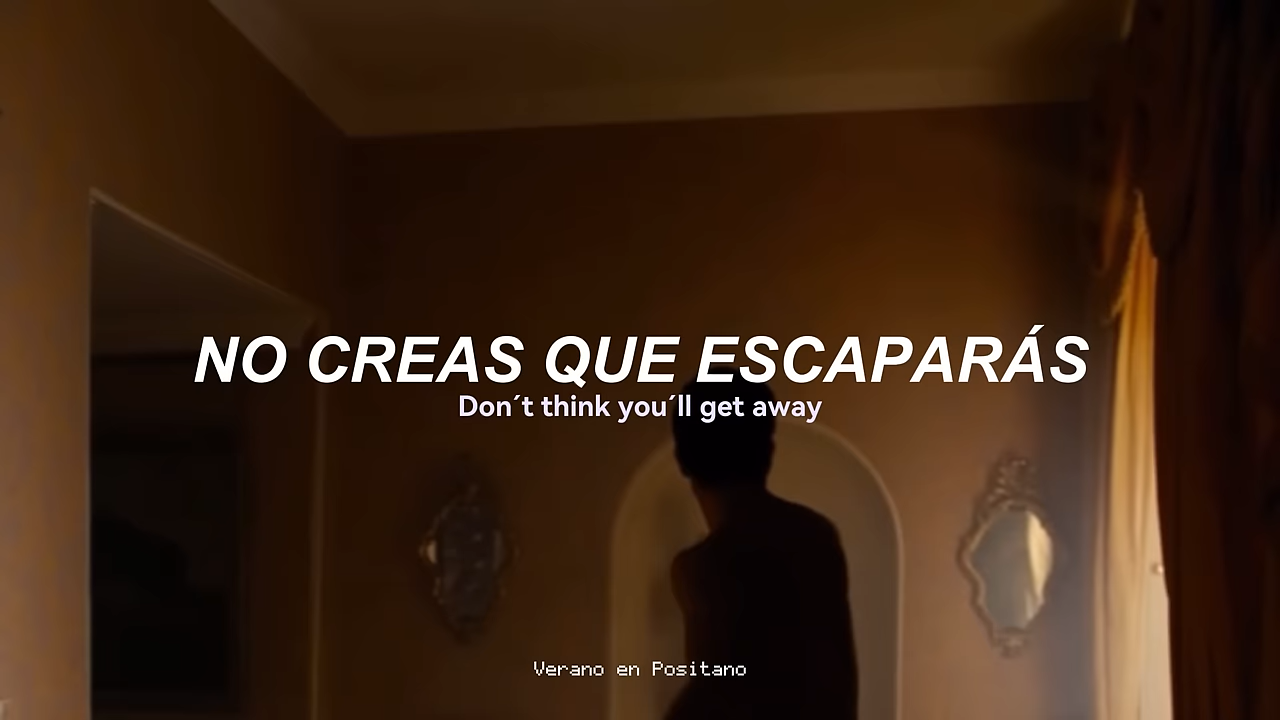 NO CREAS QUE ESCAPARÁS
Don´t think you´ll get away
Verano en Positano